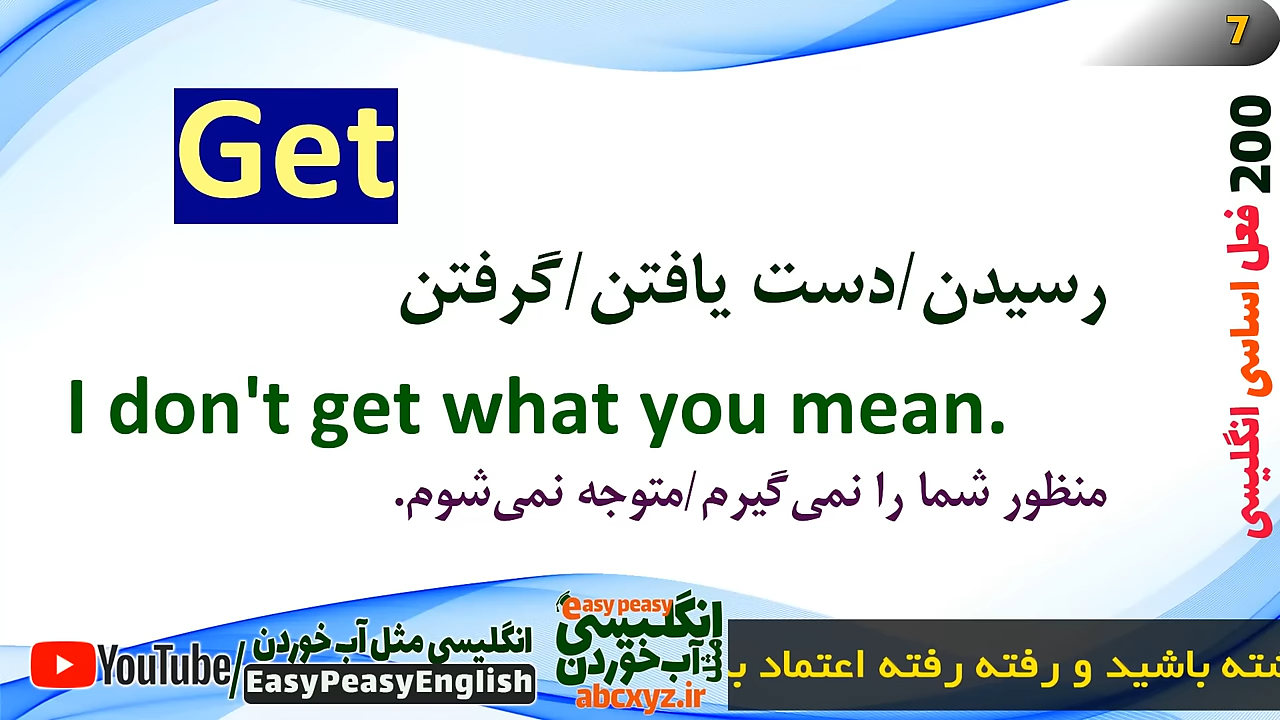 7
200 فعل اساسی انگلیسی
Get
رسیدن/دست یافتن/گرفتن
I don't get what you mean.
منظور شما را نمی‌گیرم/متوجه نمی‌شوم.
YouTube/
انگلیسی مثل آب خوردن
EasyPeasyEnglish
easy peasy
انگلیسی
مثل آب خوردن
abcxyz.ir
باشید و رفته رفته اعتماد